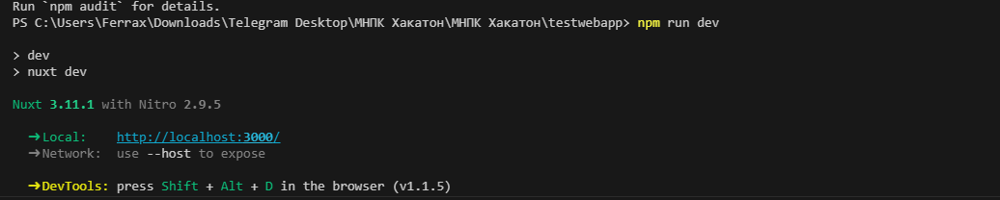 Run `npm audit` for details.
PS C:\Users\Ferrax\Downloads\Telegram Desktop\МНПК Хакатон\МНПК Хакатон\testwebapp> npm run dev
> dev
> nuxt dev
Nuxt 3.11.1 with Nitro 2.9.5
➜ Local: http://localhost:3000/
➜ Network: use --host to expose
➜ DevTools: press Shift + Alt + D in the browser (v1.1.5)